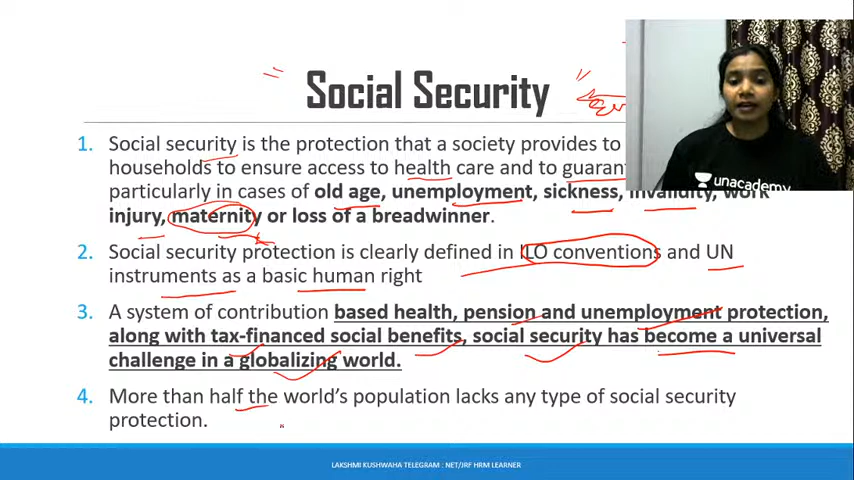 Social Security
1. Social security is the protection that a society provides to
households to ensure access to health care and to
particularly in cases of old age, unemployment, sickness, invalidity, work
injury, maternity or loss of a breadwinner.
2. Social security protection is clearly defined in ILO conventions and UN
instruments as a basic human right
3. A system of contribution based health, pension and unemployment protection,
along with tax-financed social benefits, social security has become a universal
challenge in a globalizing world.
4. More than half the world's population lacks any type of social security
protection.
unacademy
LAKSHMI KUSHWAHA TELEGRAM : NET/JRF HRM LEARNER